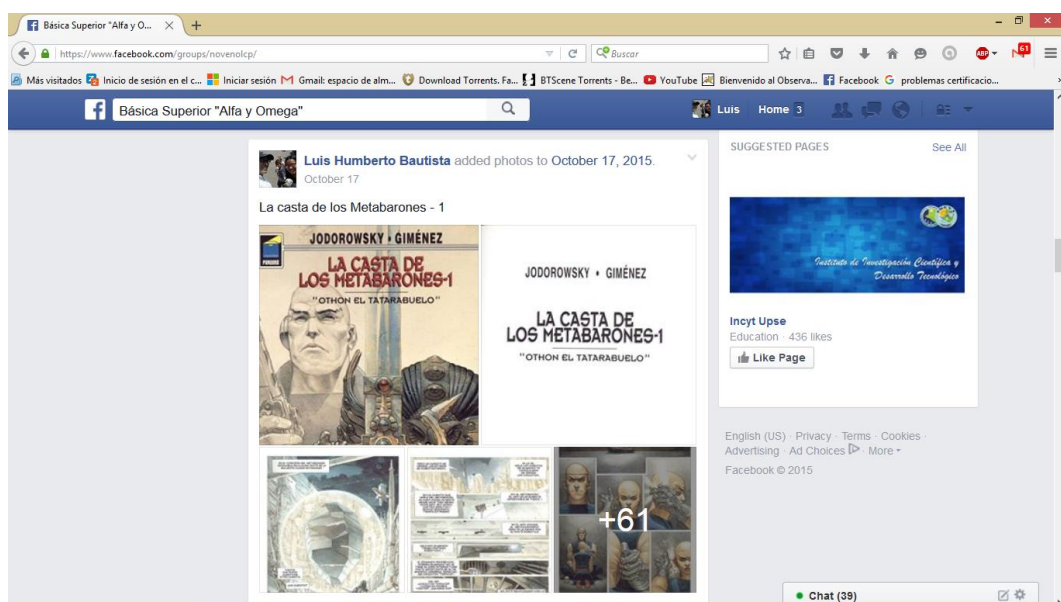 Básica Superior "Alfa y O...
https://www.facebook.com/groups/novenolcp/
Buscar
ABP
61
Más visitados
Inicio de sesión en el c...
Iniciar sesión
Gmail: espacio de alm...
Download Torrents. Fa...
BTScene Torrents - Be...
YouTube
Bienvenido al Observa...
Facebook
problemas certificacio...
Básica Superior "Alfa y Omega"
Luis
Home 3
Luis Humberto Bautista added photos to October 17, 2015.
October 17
La casta de los Metabarones - 1
JODOROWSKY · GIMÉNEZ
LA CASTA DE
LOS METABARONES-1
"OTHON EL TATARABUELO"
JODOROWSKY · GIMÉNEZ
LA CASTA DE
LOS METABARONES-1
"OTHON EL TATARABUELO"
+61
SUGGESTED PAGES
See All
Instituto de Investigación Científica y
Desarrollo Tecnológico
Incyt Upse
Education · 436 likes
Like Page
English (US) · Privacy · Terms · Cookies ·
Advertising · Ad Choices · More
Facebook © 2015
Chat (39)